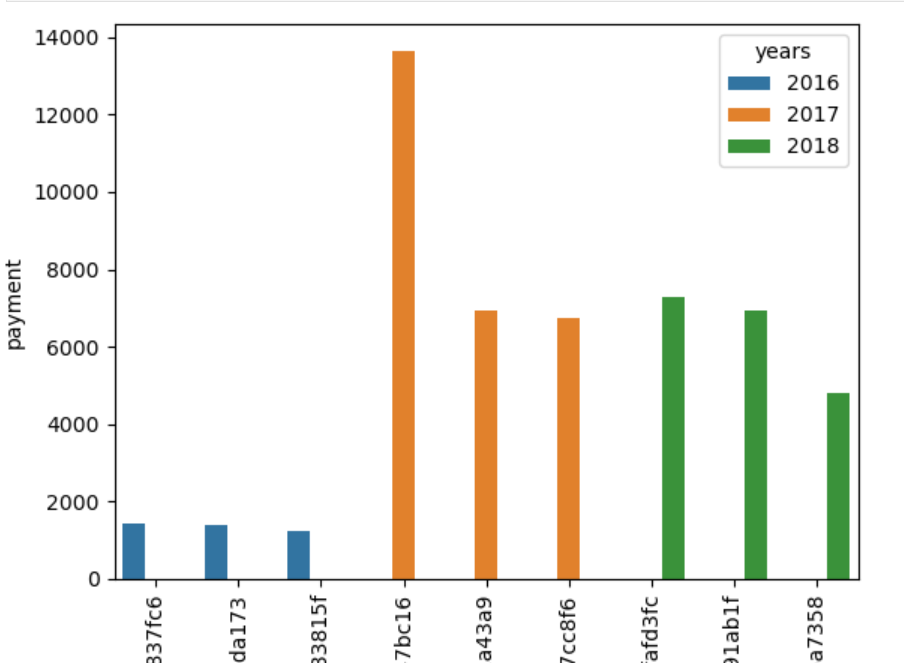 14000
12000
10000
8000
6000
4000
2000
0
payment
years
2016
2017
2018
337fc6
da173
33815f
7bc16
a43a9
7c8f6
afd3fc
91ab1f
a7358